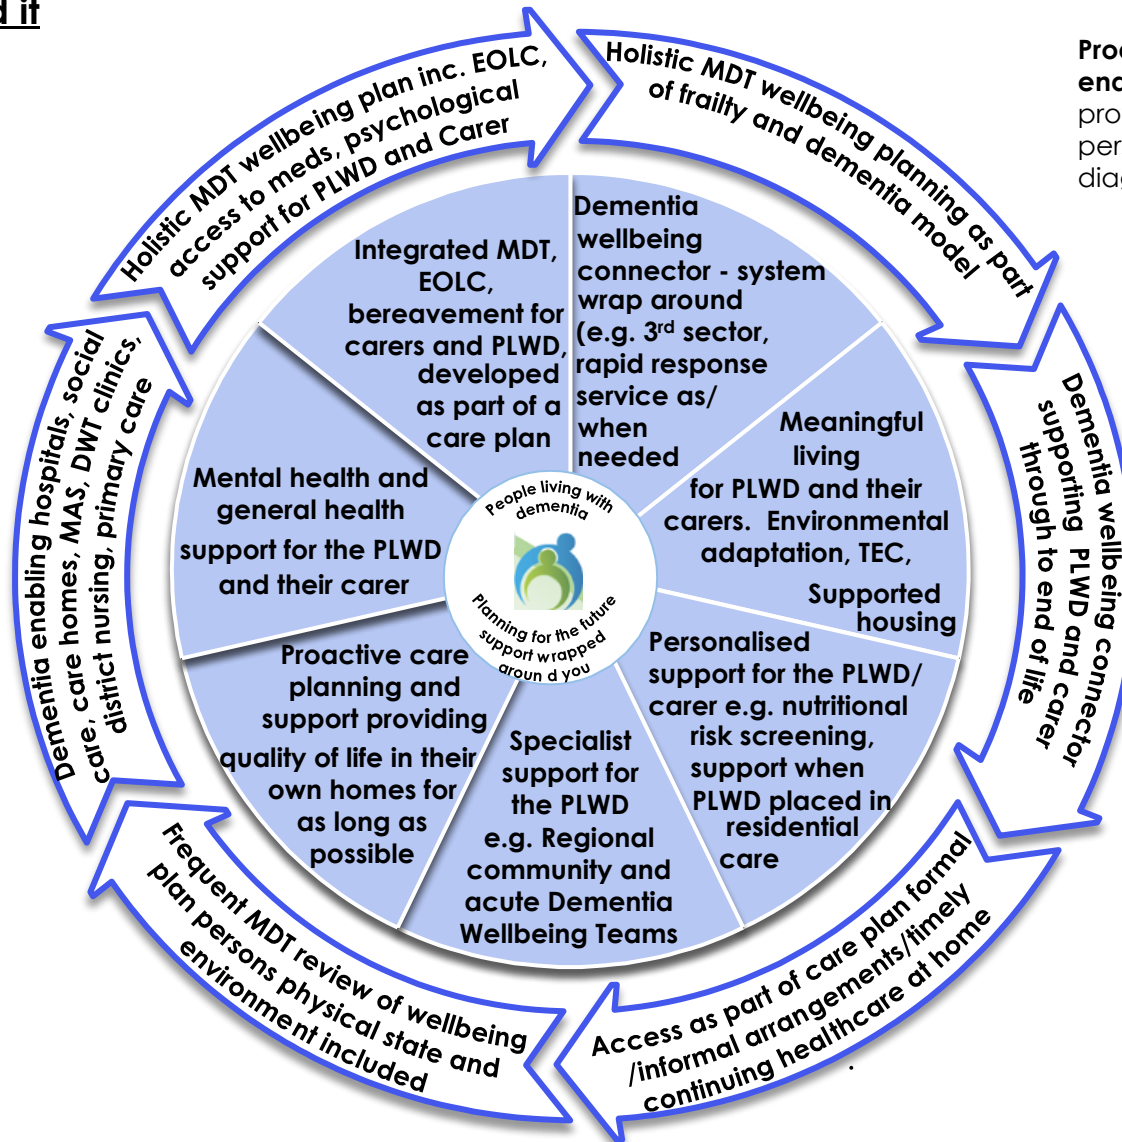 d it
Holistic MDT wellbeing plan inc. EOLC,
access to meds, psychological
support for PLWD and Carer
Holistic MDT wellbeing planning as part
of frailty and dementia model
Dementia wellbeing connector
supporting PLWD and carer
through to end of life
Access as part of care plan formal
/informal arrangements/timely
continuing healthcare at home
.
Frequent MDT review of wellbeing
plan persons physical state and
environment included
Dementia enabling hospitals, social
care, care homes, MAS, DWT clinics,
district nursing, primary care
Dementia
wellbeing
connector - system
wrap around
(e.g. 3rd sector,
rapid response
service as/
when
needed
Meaningful
living
for PLWD and their
carers. Environmental
adaptation, TEC,
Supported
housing
Personalised
support for the PLWD/
carer e.g. nutritional
risk screening,
support when
PLWD placed in
residential
care
Specialist
support for
the PLWD
e.g. Regional
community and
acute Dementia
Wellbeing Teams
Proactive care
planning and
support providing
quality of life in their
own homes for
as long as
possible
Mental health and
general health
support for the PLWD
and their carer
Integrated MDT,
EOLC,
bereavement for
carers and PLWD,
developed
as part of a
care plan
People living with
dementia
Planning for the future
support wrapped
aroun d you
pro
per
diag